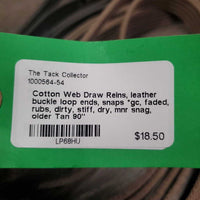 The Tack Collector
1000584-54
Cotton Web Draw Reins, leather
buckle loop ends, snaps *gc, faded,
rubs, dirty, stiff, dry, mnr snag,
older Tan 90"
LP68HU
$18.50